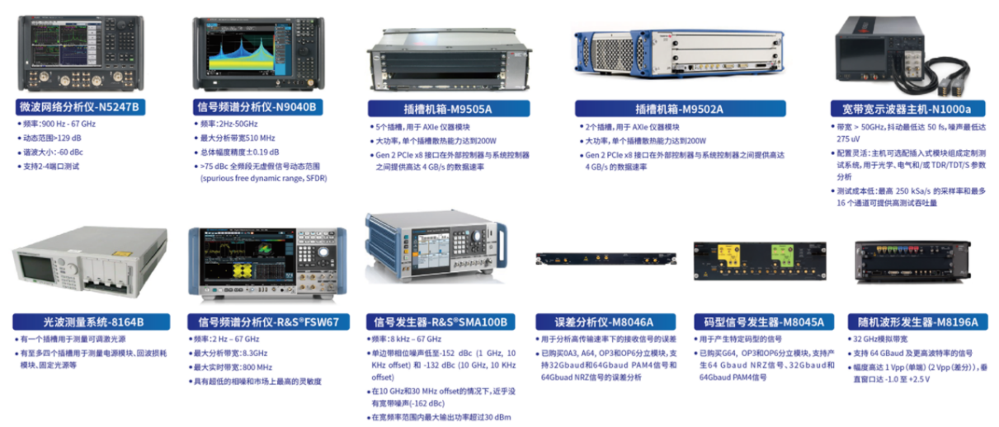 微波网络分析仪-N5247B
• 频率:900 Hz - 67 GHz
• 动态范围>129 dB
• 谐波大小:-60 dBc
• 支持2-4端口测试
信号频谱分析仪-N9040B
• 频率:2Hz-50GHz
• 最大分析带宽510 MHz
• 总体幅度精度±0.19 dB
• >75 dBc 全频段无虚假信号动态范围
(spurious free dynamic range, SFDR)
插槽机箱-M9505A
• 5个插槽,用于 AXIe 仪器模块
• 大功率,单个插槽散热能力达到200W
• Gen 2 PCIe x8 接口在外部控制器与系统控制器
之间提供高达 4 GB/s 的数据速率
插槽机箱-M9502A
• 2个插槽,用于 AXIe 仪器模块
• 大功率,单个插槽散热能力达到200W
• Gen 2 PCIe x8 接口在外部控制器与系统控制器之间提供高达
4 GB/s 的数据速率
宽带宽示波器主机-N1000a
• 带宽 > 50GHz,抖动最低达 50 fs,噪声最低达
275 uV
• 配置灵活:主机可选配插入式模块组成定制测
试系统,用于光学、电气和/或 TDR/TDT/S 参数
分析
• 测试成本低:最高 250 kSa/s 的采样率和最多
16 个通道可提供高测试吞吐量
光波测量系统-8164B
• 有一个插槽用于测量可调激光源
• 有至多四个插槽用于测量电源模块、回波损耗
模块、固定光源等
信号频谱分析仪-R&S®FSW67
• 频率:2 Hz – 67 GHz
• 最大分析带宽:8.3GHz
• 最大实时带宽:800 MHz
• 具有超低的相噪和市场上最高的灵敏度
信号发生器-R&S®SMA100B
• 频率:8 kHz – 67 GHz
• 单边带相位噪声低至-152 dBc (1 GHz, 10
KHz offset) 和 -132 dBc (10 GHz, 10 KHz
offset)
• 在10 GHz和30 MHz offset的情况下,近乎没
有宽带噪声(-162 dBc)
• 在宽频率范围内最大输出功率超过30 dBm
误差分析仪-M8046A
• 用于分析高传输速率下的接收信号的误差
• 已购买0A3, A64, OP3和OP6分立模块,支
持32Gbaud和64Gbaud PAM4信号和
64Gbuad NRZ信号的误差分析
码型信号发生器-M8045A
• 用于产生特定码型的信号
• 已购买G64, OP3和OP6分立模块,支持产
生64 Gbaud NRZ信号、32Gbaud和
64Gbaud PAM4信号
随机波形发生器-M8196A
• 32 GHz模拟带宽
• 支持 64 GBaud 及更高波特率的信号
• 幅度高达 1 Vpp (单端) (2 Vpp (差分)),垂
直窗口达 -1.0 至 +2.5 V